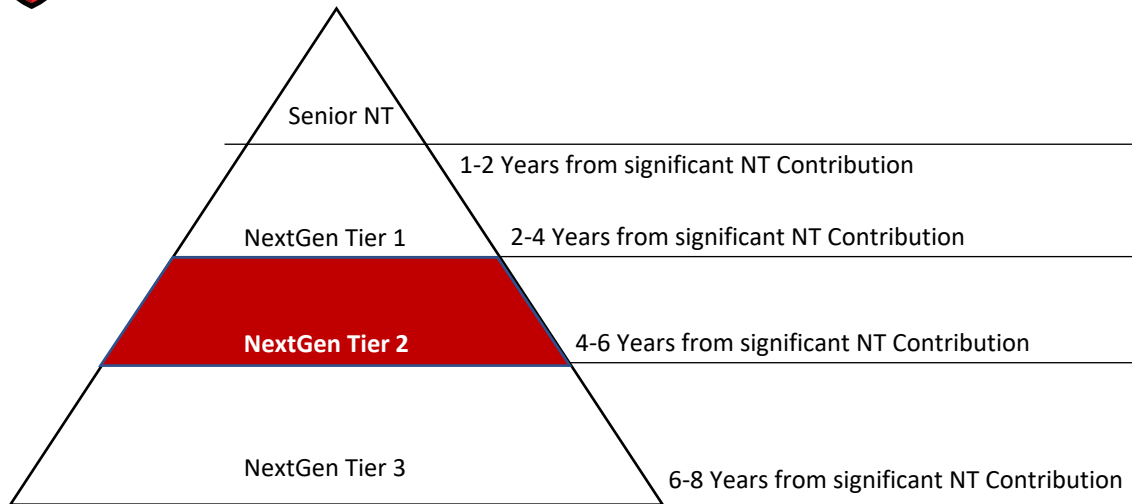 Senior NT
1-2 Years from significant NT Contribution
NextGen Tier 1
2-4 Years from significant NT Contribution
NextGen Tier 2
4-6 Years from significant NT Contribution
NextGen Tier 3
6-8 Years from significant NT Contribution